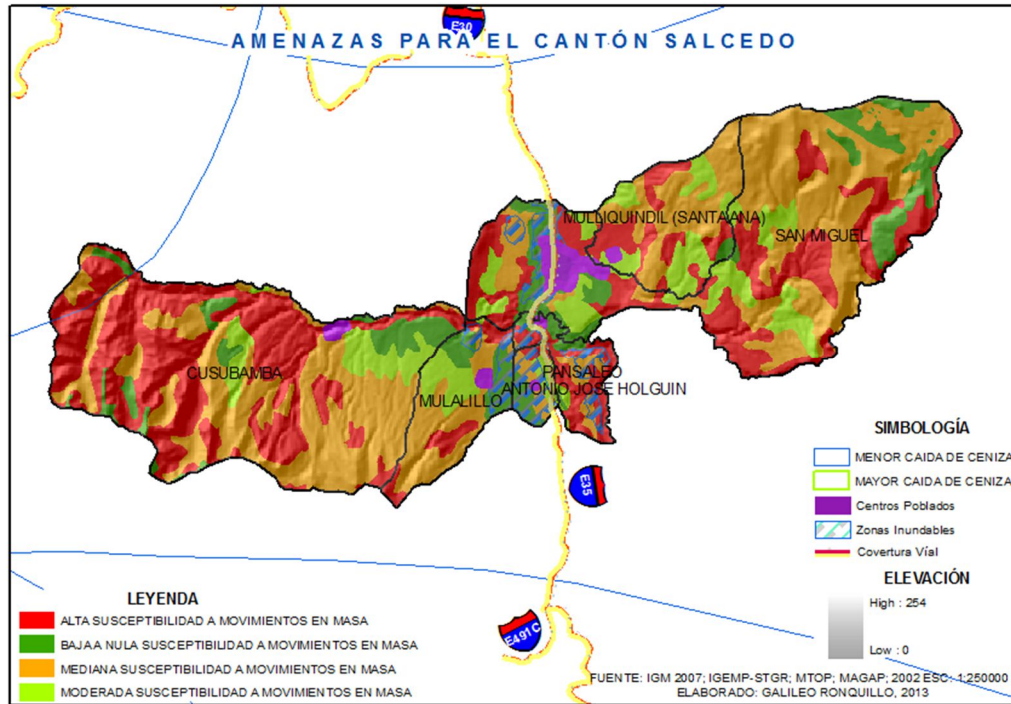 E30
AMENAZAS PARA EL CANTÓN SALCEDO
MULLIQUINDIL (SANTA ANA)
SAN MIGUEL
CUSUBAMBA
PANSALEO
ANTONIO JOSE HOLGUIN
MULALILLO
E35
E491C
SIMBOLOGÍA
MENOR CAIDA DE CENIZA
MAYOR CAIDA DE CENIZA
Centros Poblados
Zonas Inundables
Covertura Víal
ELEVACIÓN
High : 254
Low : 0
LEYENDA
ALTA SUSCEPTIBILIDAD A MOVIMIENTOS EN MASA
BAJA A NULA SUSCEPTIBILIDAD A MOVIMIENTOS EN MASA
MEDIANA SUSCEPTIBILIDAD A MOVIMIENTOS EN MASA
MODERADA SUSCEPTIBILIDAD A MOVIMIENTOS EN MASA
FUENTE: IGM 2007; IGEMP-STGR; MTOP; MAGAP; 2002 ESC: 1:250000
ELABORADO: GALILEO RONQUILLO, 2013